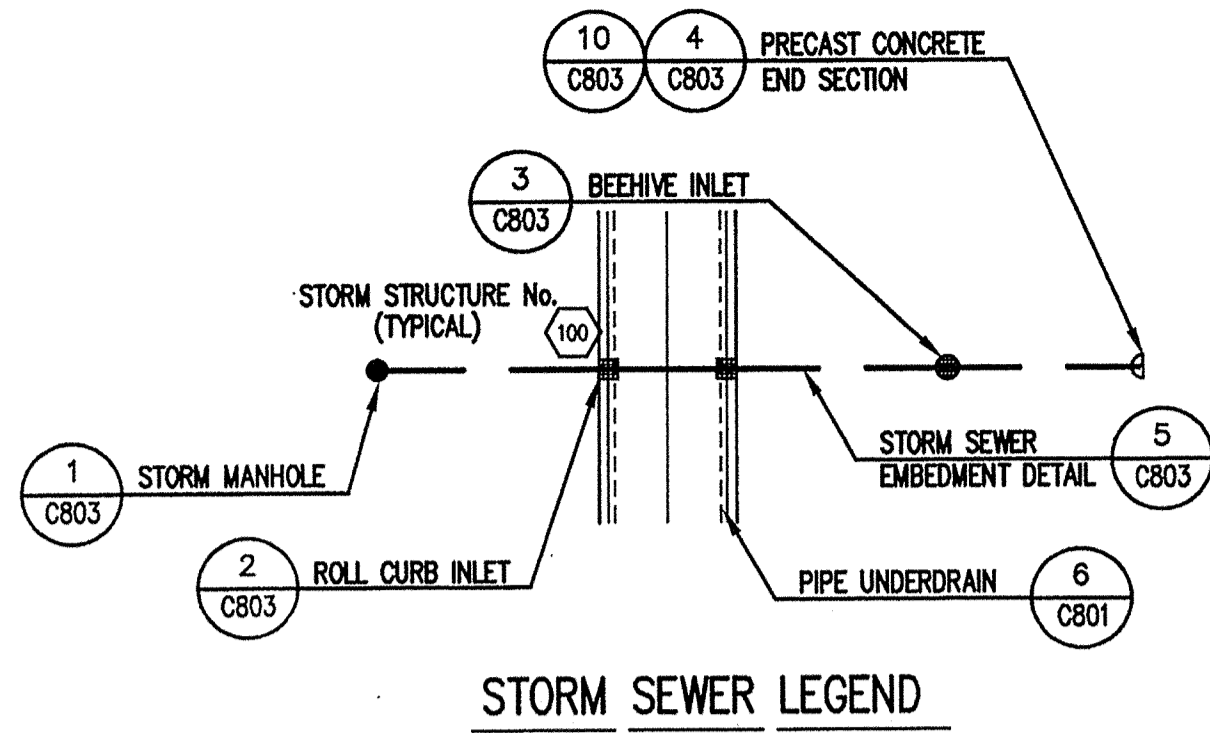 10
C803
4
C803
PRECAST CONCRETE
END SECTION
3
C803
BEEHIVE INLET
STORM STRUCTURE No.
(TYPICAL)
100
1
C803
STORM MANHOLE
STORM SEWER
EMBEDMENT DETAIL
5
C803
2
C803
ROLL CURB INLET
PIPE UNDERDRAIN
6
C801
STORM SEWER LEGEND